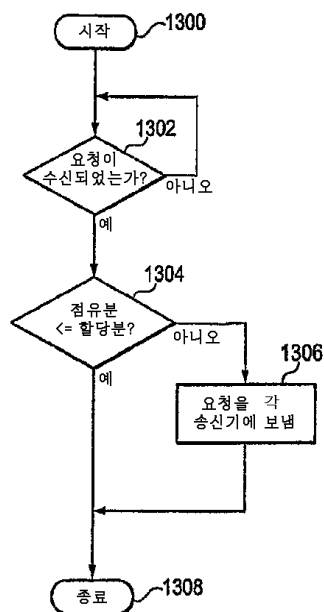 시작
1300
1302
요청이
수신되었는가?
아니오
예
1304
점유분
<= 할당분?
아니오
예
1306
요청을 각
송신기에 보냄
종료
1308